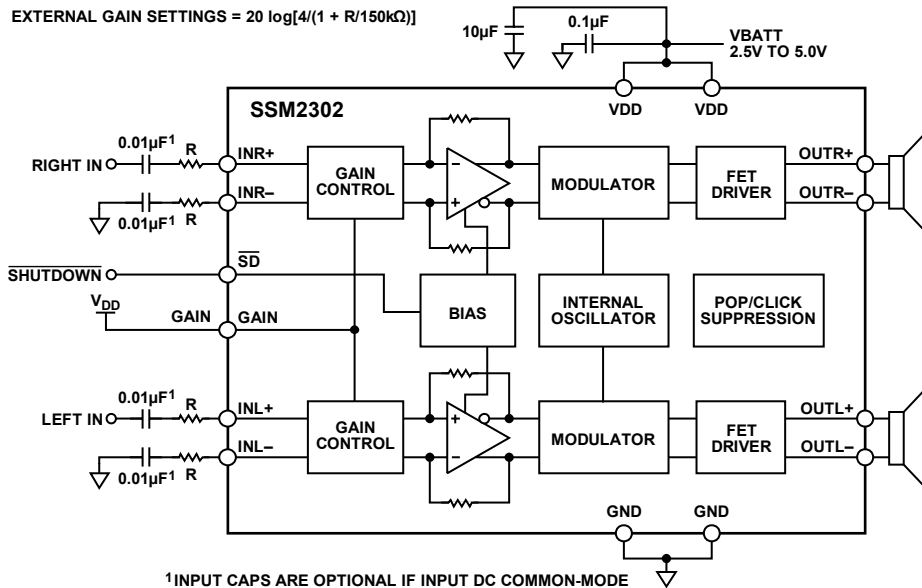 EXTERNAL GAIN SETTINGS = 20 log[4/(1 + R/150kΩ)]
10µF
0.1µF
VBATT
2.5V TO 5.0V
SSM2302
VDD
VDD
0.01µF¹
R
RIGHT IN
INR+
GAIN
CONTROL
MODULATOR
FET
DRIVER
OUTR+
INR–
OUTR–
0.01µF¹
R
SHUTDOWN
SD
VDD
GAIN
GAIN
BIAS
INTERNAL
OSCILLATOR
POP/CLICK
SUPPRESSION
0.01µF¹
R
LEFT IN
INL+
GAIN
CONTROL
MODULATOR
FET
DRIVER
OUTL+
INL–
OUTL–
0.01µF¹
R
GND
GND
¹INPUT CAPS ARE OPTIONAL IF INPUT DC COMMON-MODE